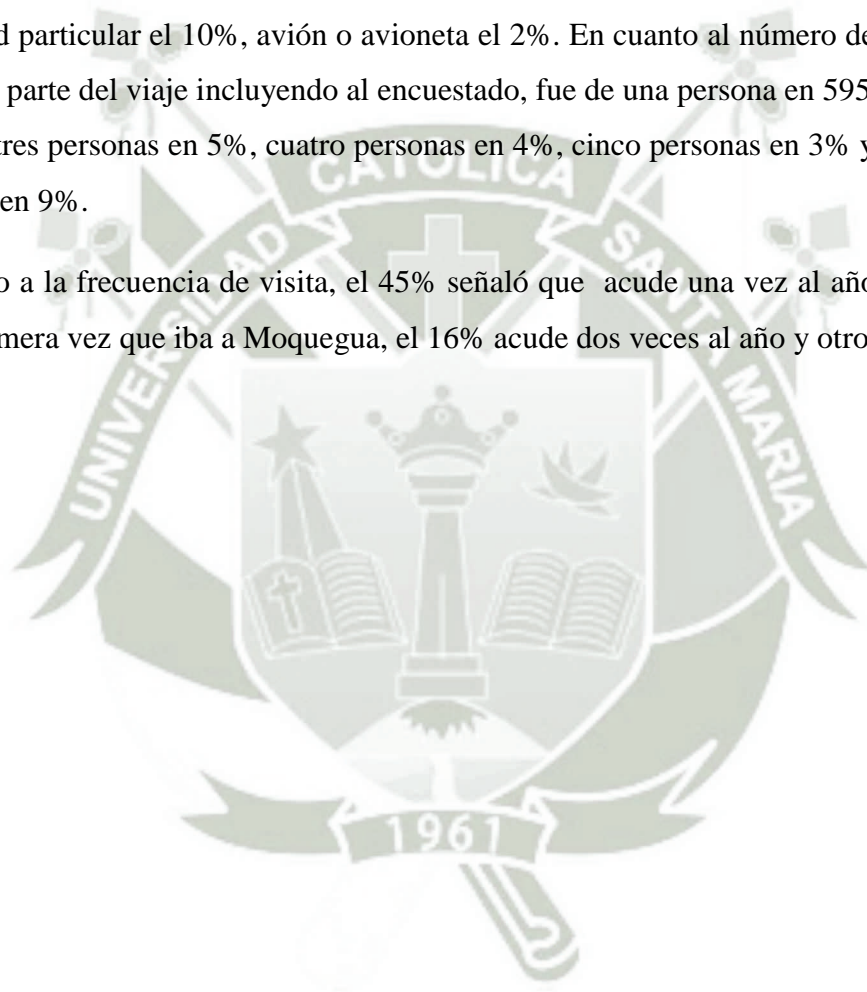 d particular el 10%, avión o avioneta el 2%. En cuanto al número de
parte del viaje incluyendo al encuestado, fue de una persona en 595
tres personas en 5%, cuatro personas en 4%, cinco personas en 3% y
en 9%.
o a la frecuencia de visita, el 45% señaló que acude una vez al año
mera vez que iba a Moquegua, el 16% acude dos veces al año y otro
UNIVERSIDAD CATOLICA SANTA MARIA
1961